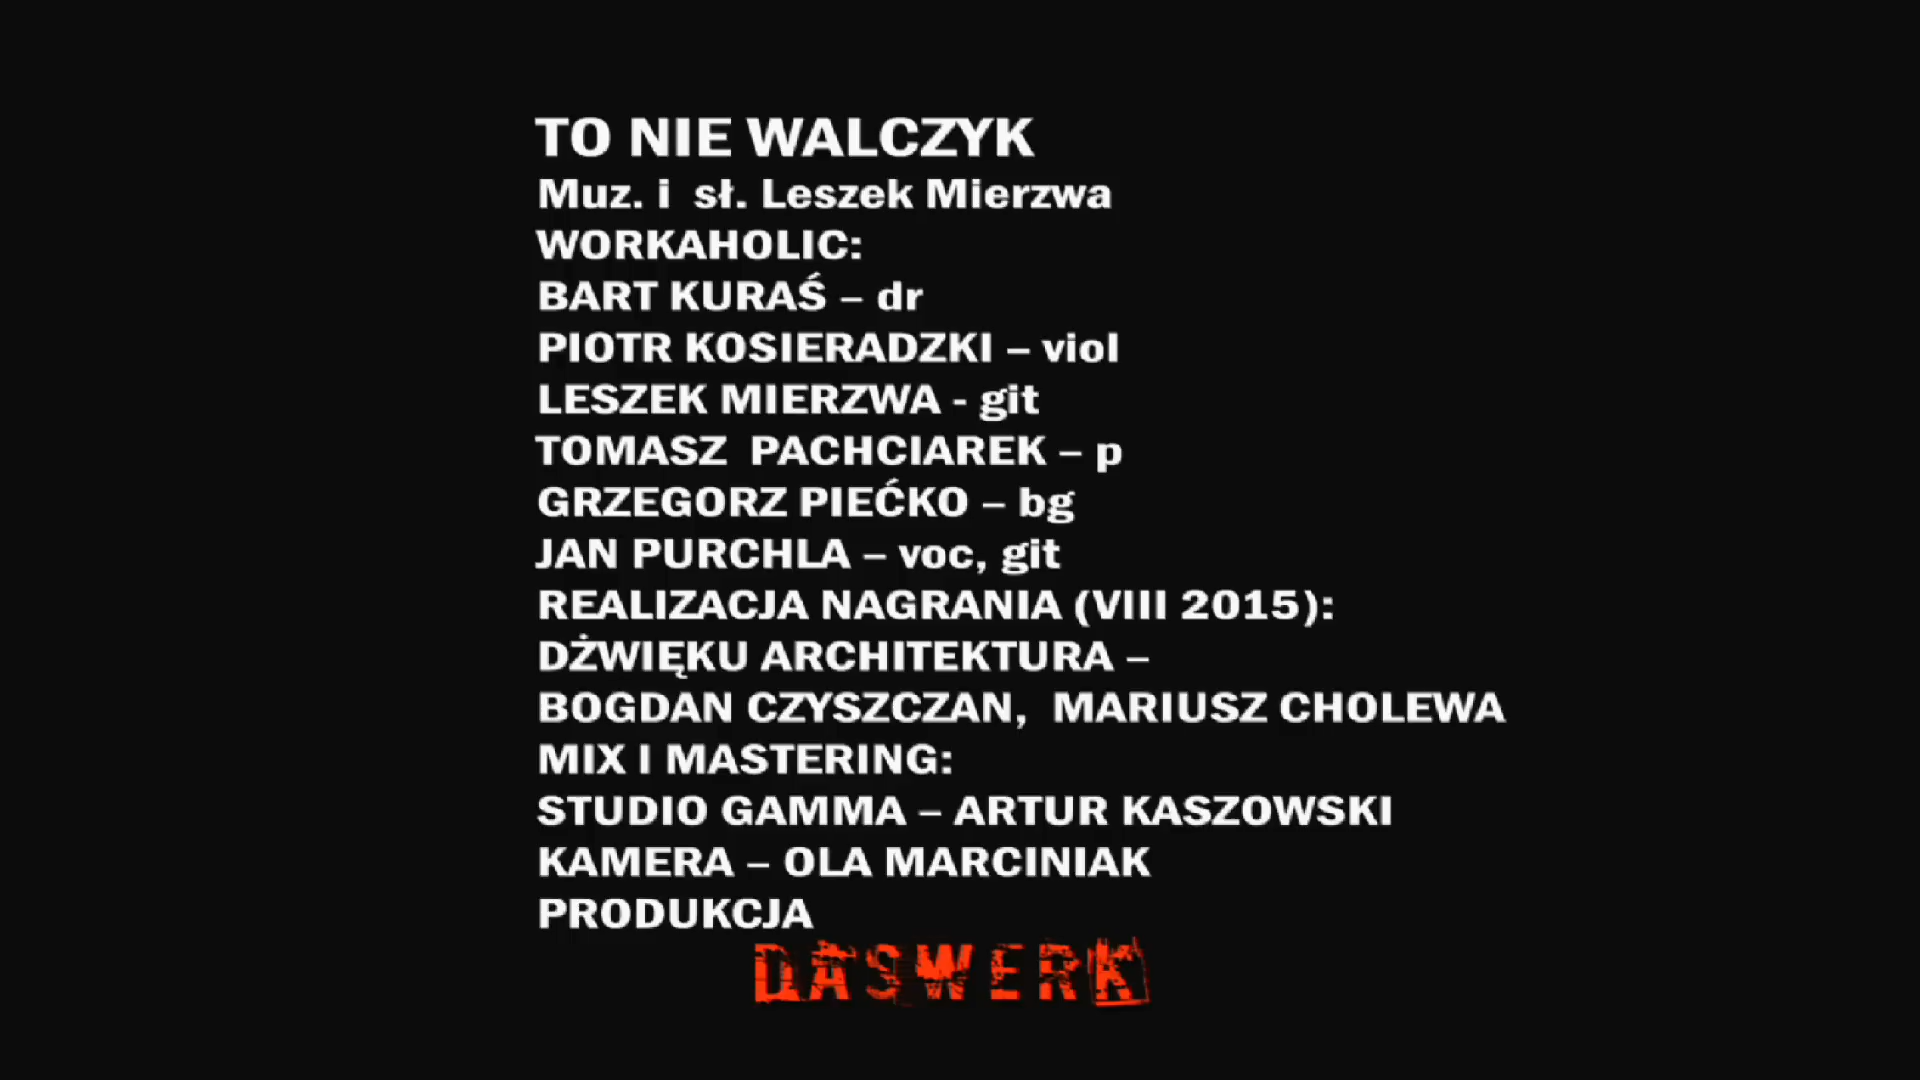 TO NIE WALCZYK
Muz. i sł. Leszek Mierzwa
WORKAHOLIC:
BART KURAŚ – dr
PIOTR KOSIERADZKI – viol
LESZEK MIERZWA - git
TOMASZ PACHCIAREK – p
GRZEGORZ PIEĆKO – bg
JAN PURCHLA – voc, git
REALIZACJA NAGRANIA (VIII 2015):
DŻWIĘKU ARCHITEKTURA –
BOGDAN CZYSZCZAN, MARIUSZ CHOLEWA
MIX I MASTERING:
STUDIO GAMMA – ARTUR KASZOWSKI
KAMERA – OLA MARCINIAK
PRODUKCJA
DASWERK